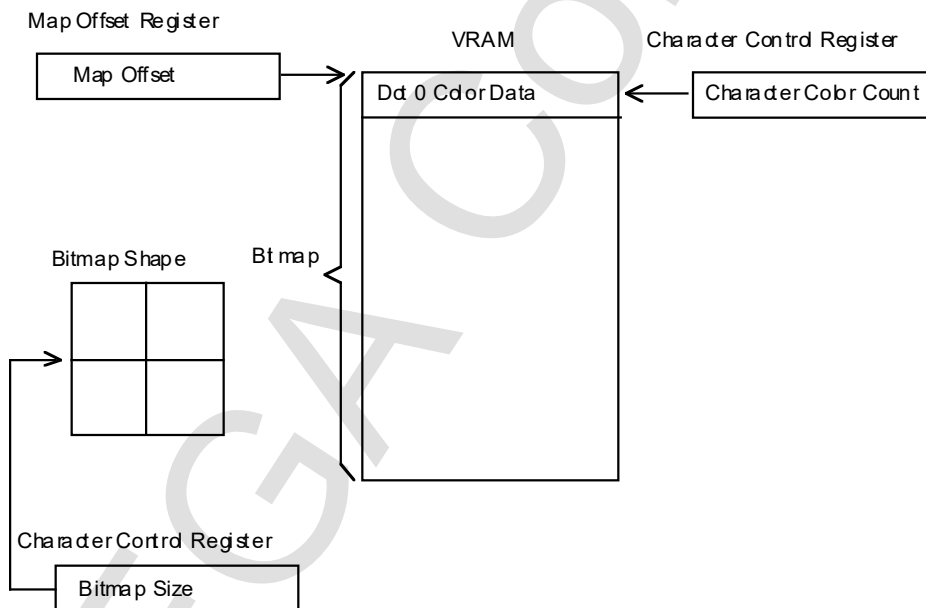 Map Offset Register
VRAM
Character Control Register
Map Offset
Dot 0 Color Data
Character Color Count
Bitmap Shape
Bitmap
Character Control Register
Bitmap Size